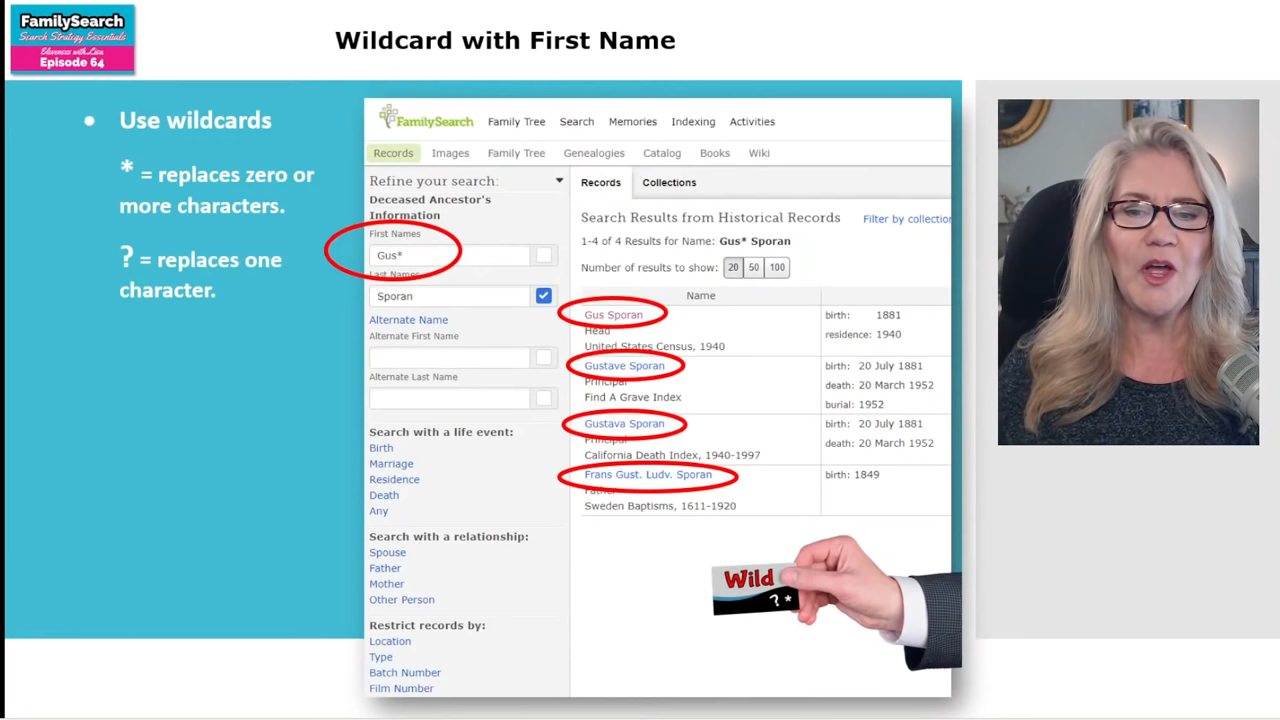 FamilySearch
Search Strategy Essentials
Elevenses with Lisa
Episode 64
Wildcard with First Name
• Use wildcards
* = replaces zero or
more characters.
? = replaces one
character.
FamilySearch Family Tree Search Memories Indexing Activities
Records Images Family Tree Genealogies Catalog Books Wiki
Refine your search:
Deceased Ancestor's
Information
First Names
Gus*
Last Names
Sporan
Alternate Name
Alternate First Name
Alternate Last Name
Search with a life event:
Birth
Marriage
Residence
Death
Any
Search with a relationship:
Spouse
Father
Mother
Other Person
Restrict records by:
Location
Type
Batch Number
Film Number
Records Collections
Search Results from Historical Records Filter by collection
1-4 of 4 Results for Name: Gus* Sporan
Number of results to show: 20 50 100
Name
Gus Sporan birth: 1881
Head residence: 1940
United States Census, 1940
Gustave Sporan birth: 20 July 1881
Principal death: 20 March 1952
Find A Grave Index burial: 1952
Gustava Sporan birth: 20 July 1881
Principal death: 20 March 1952
California Death Index, 1940-1997
Frans Gust. Ludv. Sporan birth: 1849
Father
Sweden Baptisms, 1611-1920
Wild
? *